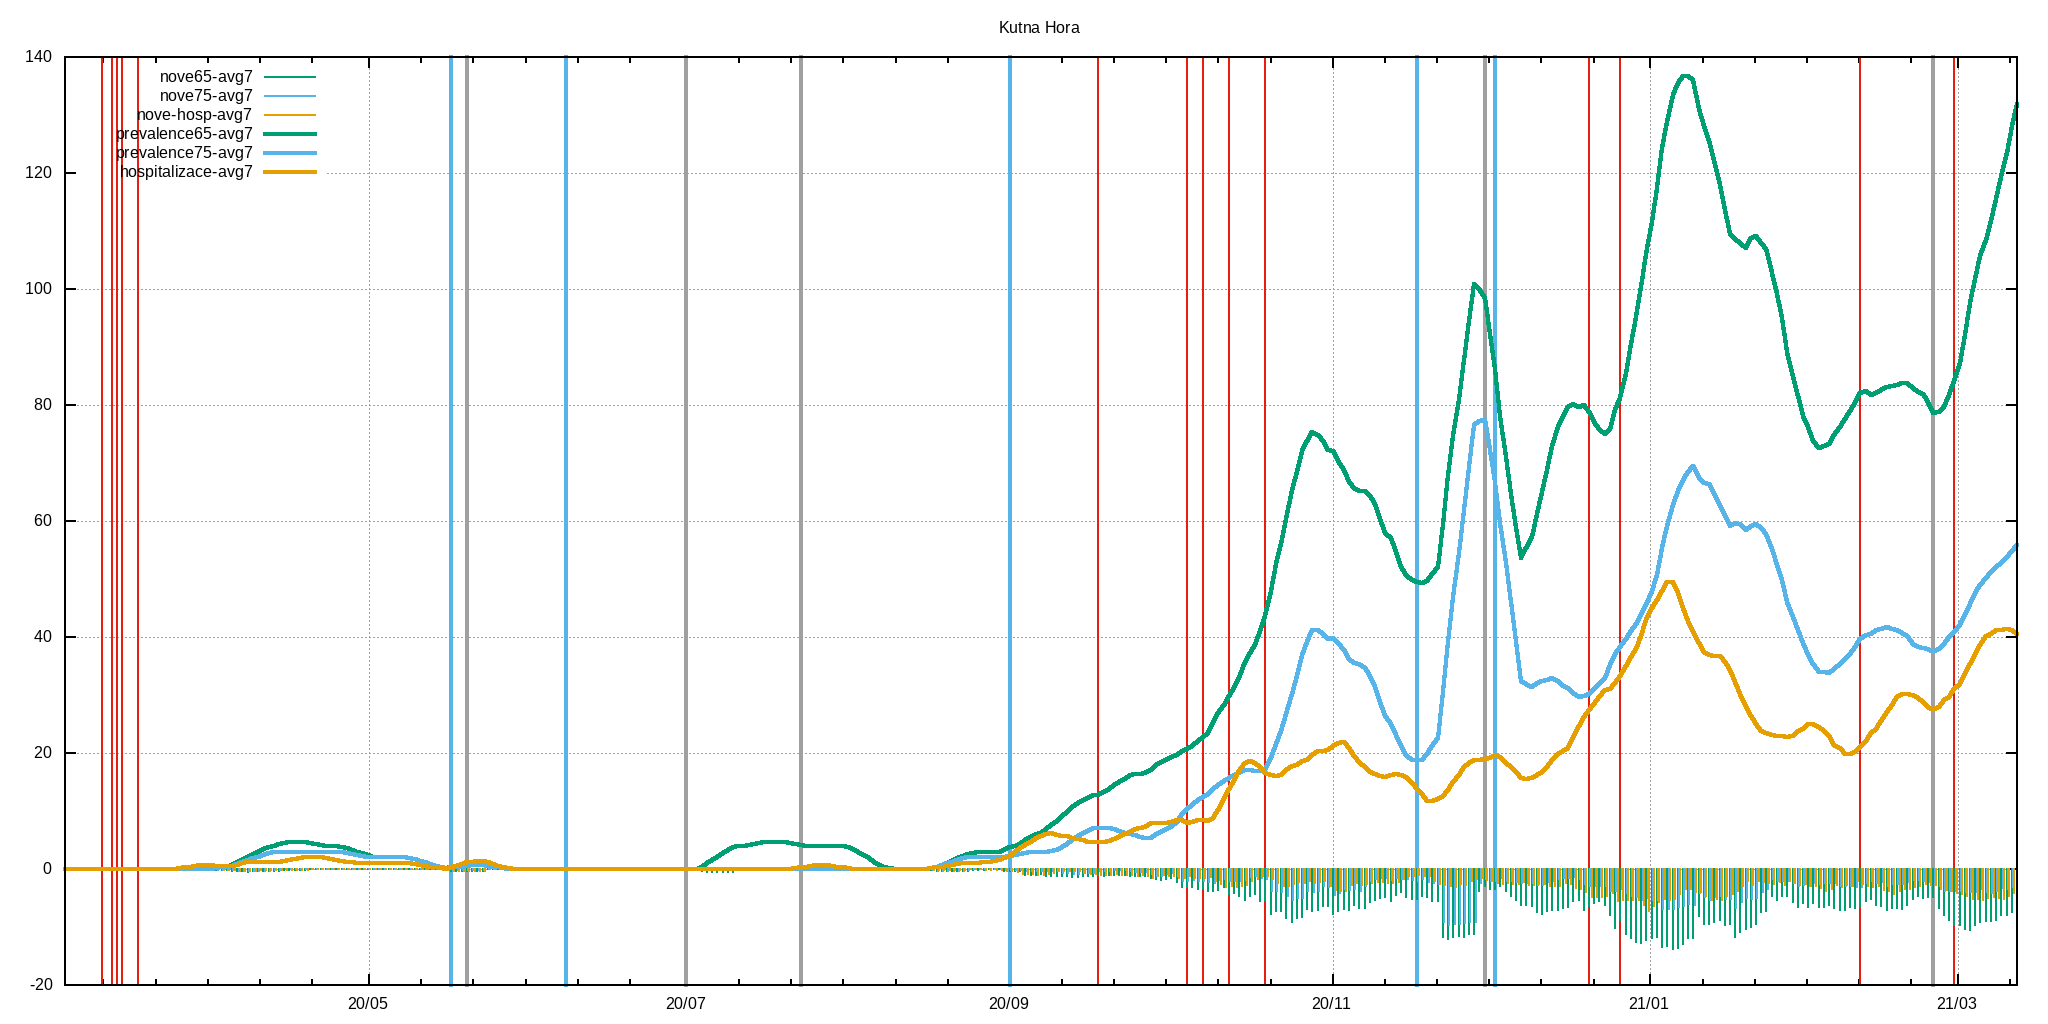 Kutna Hora
nove65-avg7
nove75-avg7
nove-hosp-avg7
prevalence65-avg7
prevalence75-avg7
hospitalizace-avg7
140
120
100
80
60
40
20
0
-20
20/05 20/07 20/09 20/11 21/01 21/03